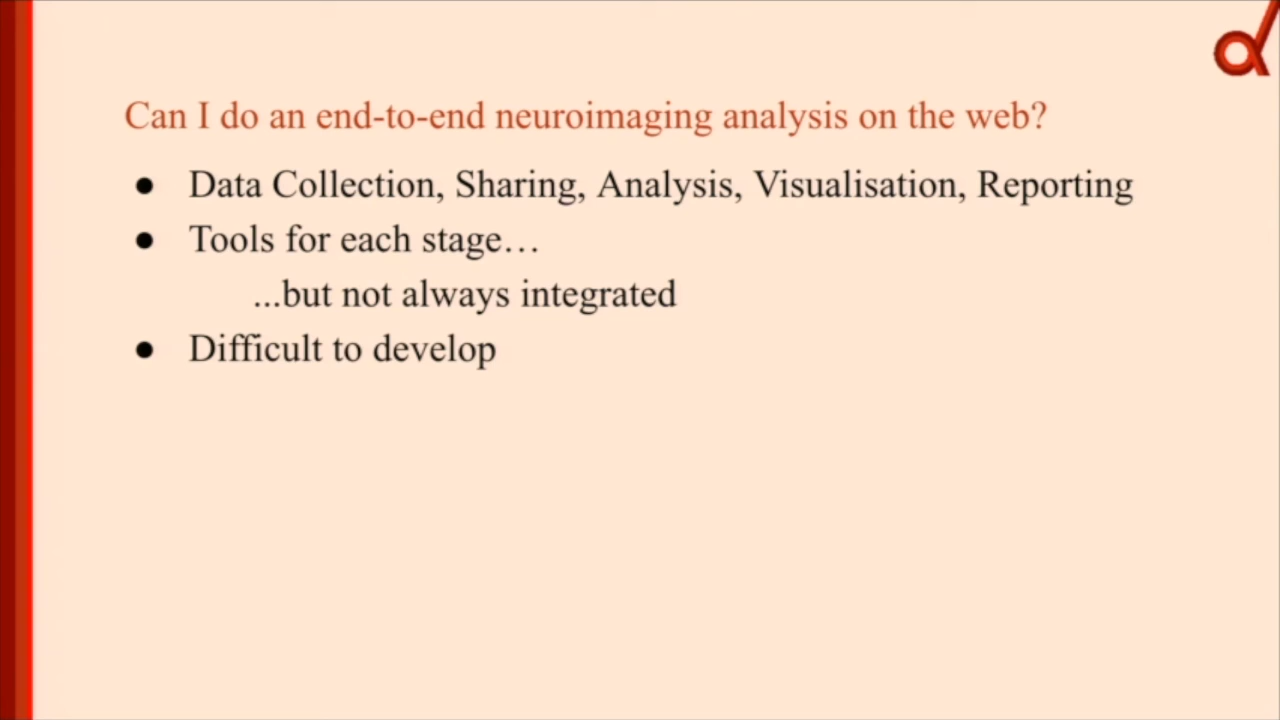 Can I do an end-to-end neuroimaging analysis on the web?
● Data Collection, Sharing, Analysis, Visualisation, Reporting
● Tools for each stage…
...but not always integrated
● Difficult to develop